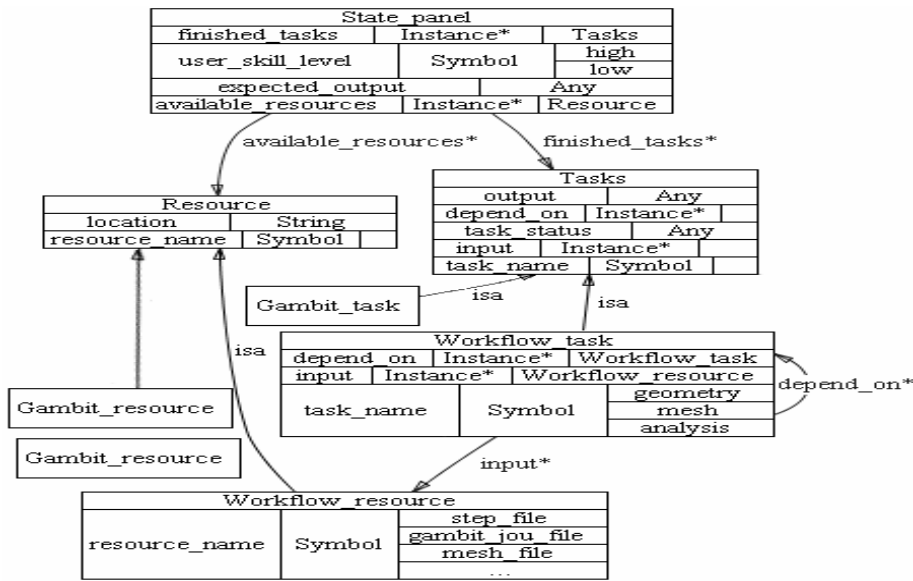 State_panel
finished_tasks Instance* Tasks
user_skill_level Symbol high
low
expected_output Any
available_resources Instance* Resource
available_resources*
finished_tasks*
Resource
location String
resource_name Symbol
Tasks
output Any
depend_on Instance*
task_status Any
input Instance*
task_name Symbol
Gambit_task
isa
isa
isa
Workflow_task
depend_on Instance* Workflow_task
input Instance* Workflow_resource
task_name Symbol geometry
mesh
analysis
depend_on*
Gambit_resource
Gambit_resource
input*
Workflow_resource
resource_name Symbol step_file
gambit_jou_file
mesh_file
...